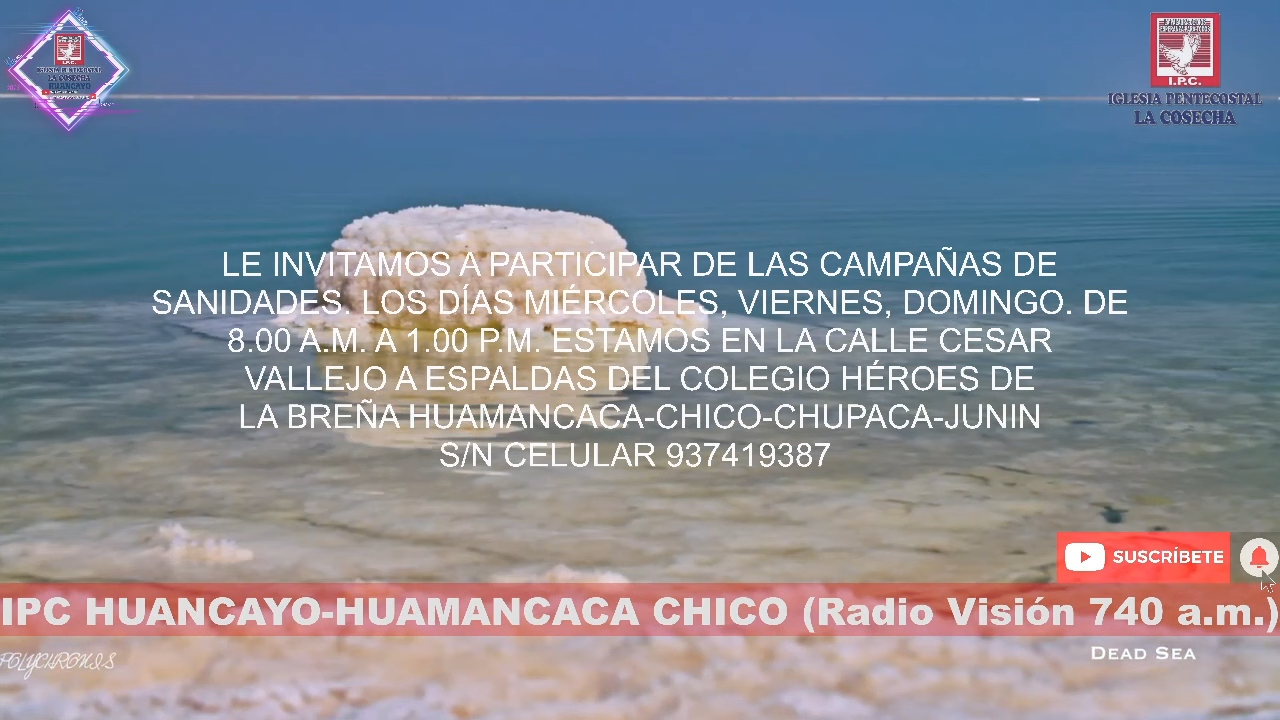 I.P.C.
IGLESIA PENTECOSTAL
LA COSECHA
LE INVITAMOS A PARTICIPAR DE LAS CAMPAÑAS DE
SANIDADES. LOS DÍAS MIÉRCOLES, VIERNES, DOMINGO. DE
8.00 A.M. A 1.00 P.M. ESTAMOS EN LA CALLE CESAR
VALLEJO A ESPALDAS DEL COLEGIO HÉROES DE
LA BREÑA HUAMANCACA-CHICO-CHUPACA-JUNIN
S/N CELULAR 937419387
SUSCRÍBETE
IPC HUANCAYO-HUAMANCACA CHICO (Radio Visión 740 a.m.)
POLYCHRONIS
DEAD SEA